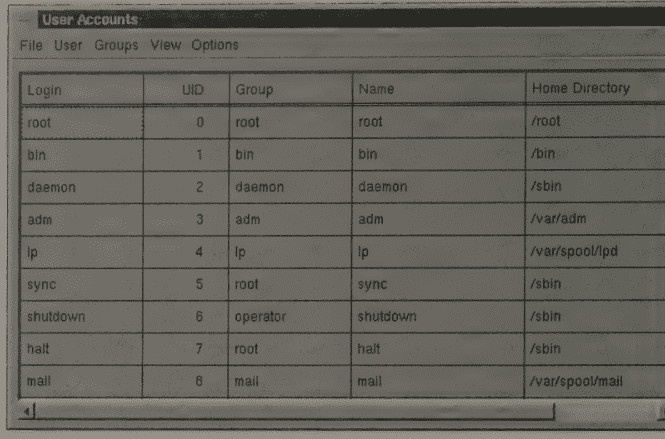 User Accounts
File User Groups View Options
Login UID Group Name Home Directory
root 0 root root /root
bin 1 bin bin /bin
daemon 2 daemon daemon /sbin
adm 3 adm adm /var/adm
lp 4 lp lp /var/spool/lpd
sync 5 root sync /sbin
shutdown 6 operator shutdown /sbin
halt 7 root halt /sbin
mail 8 mail mail /var/spool/mail